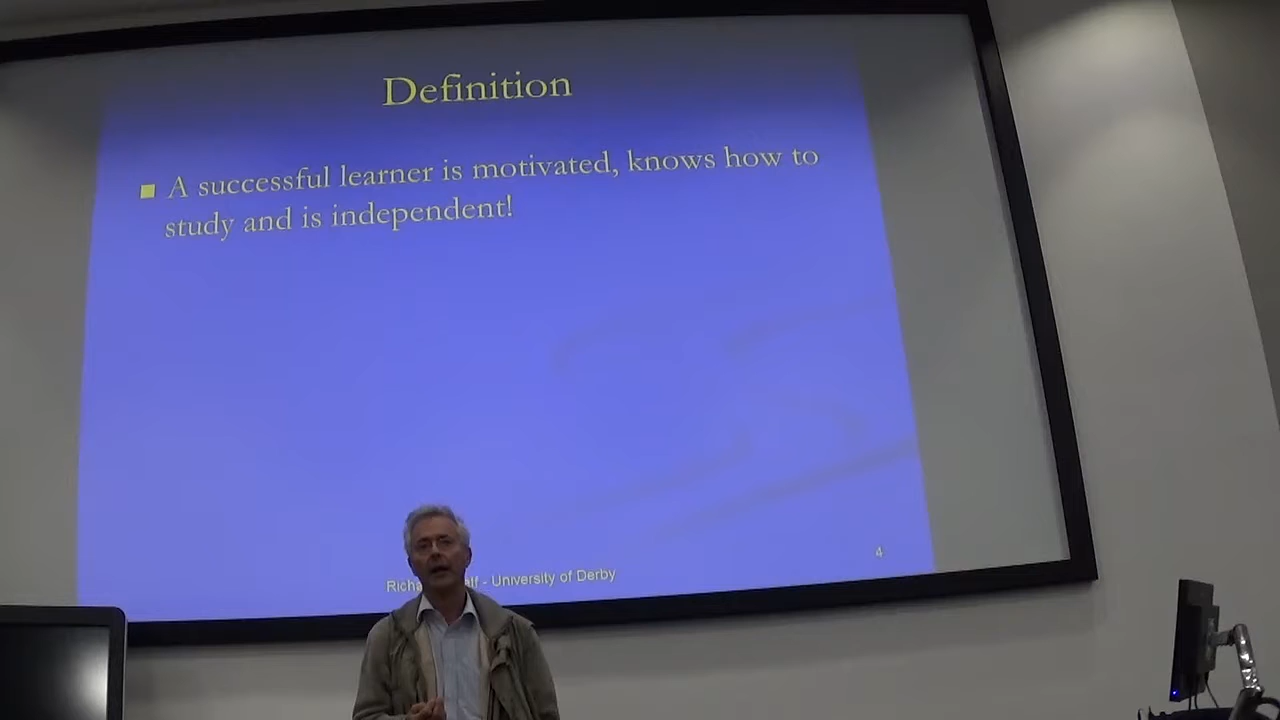 Definition
■ A successful learner is motivated, knows how to
study and is independent!
- University of Derby
4